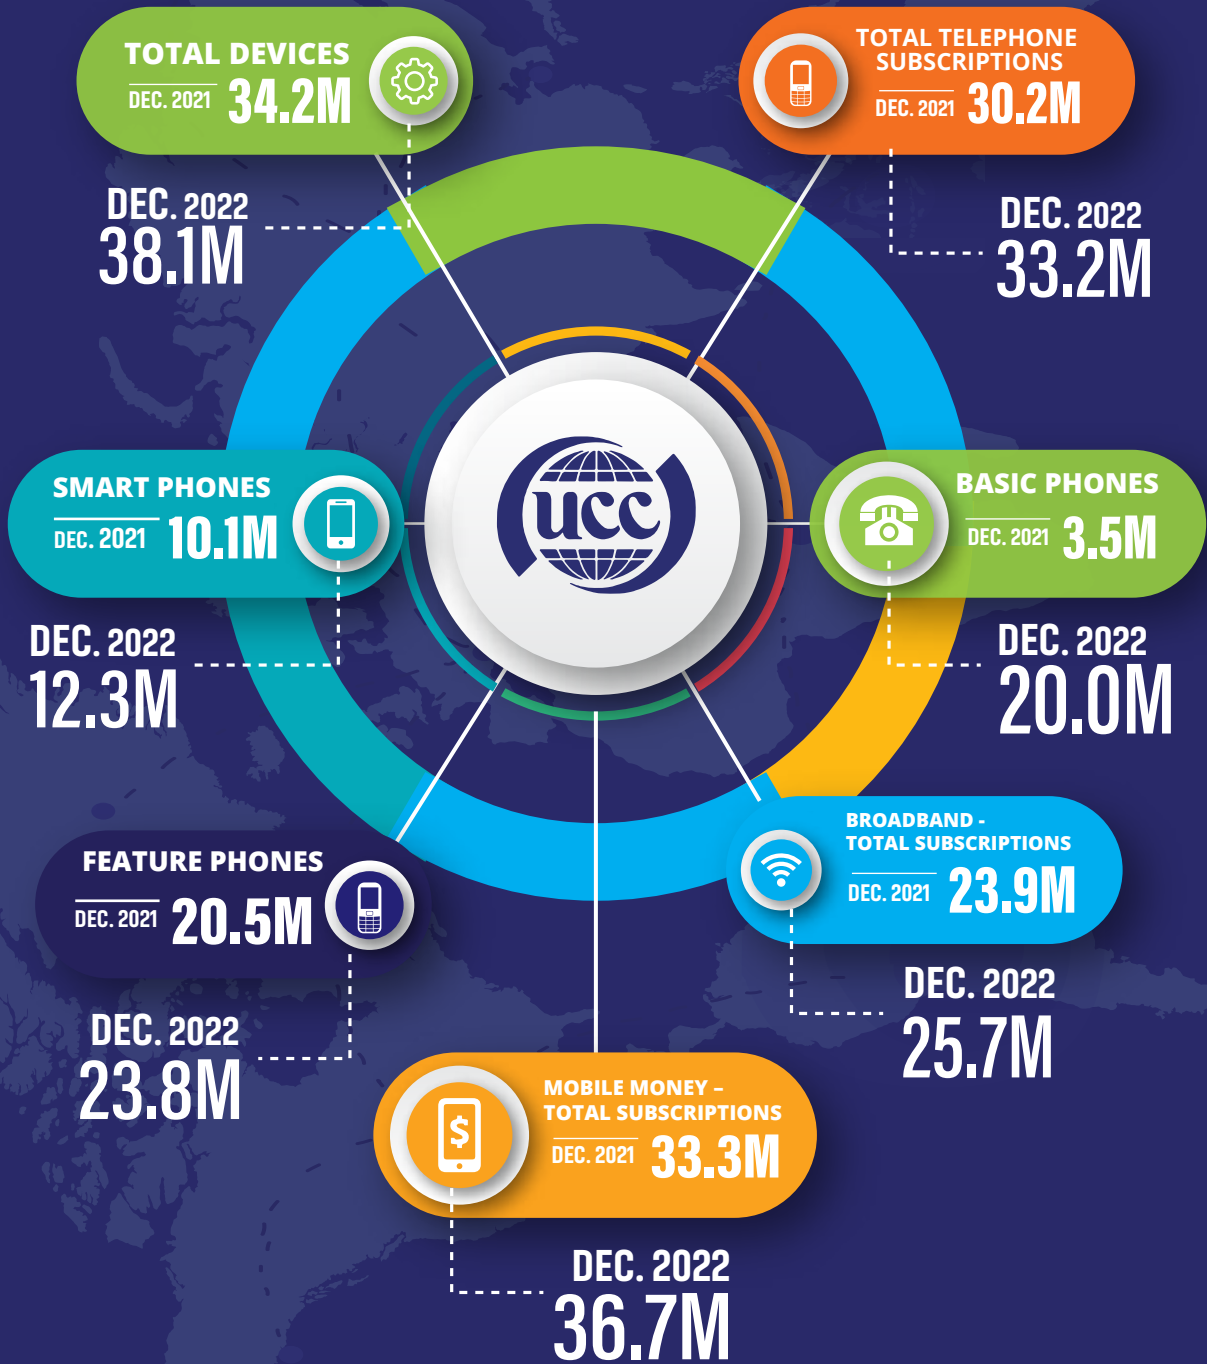 TOTAL DEVICES
DEC. 2021 34.2M
DEC. 2022
38.1M
TOTAL TELEPHONE
SUBSCRIPTIONS
DEC. 2021 30.2M
DEC. 2022
33.2M
SMART PHONES
DEC. 2021 10.1M
DEC. 2022
12.3M
ucc
BASIC PHONES
DEC. 2021 3.5M
DEC. 2022
20.0M
FEATURE PHONES
DEC. 2021 20.5M
DEC. 2022
23.8M
BROADBAND -
TOTAL SUBSCRIPTIONS
DEC. 2021 23.9M
DEC. 2022
25.7M
MOBILE MONEY –
TOTAL SUBSCRIPTIONS
DEC. 2021 33.3M
$
DEC. 2022
36.7M